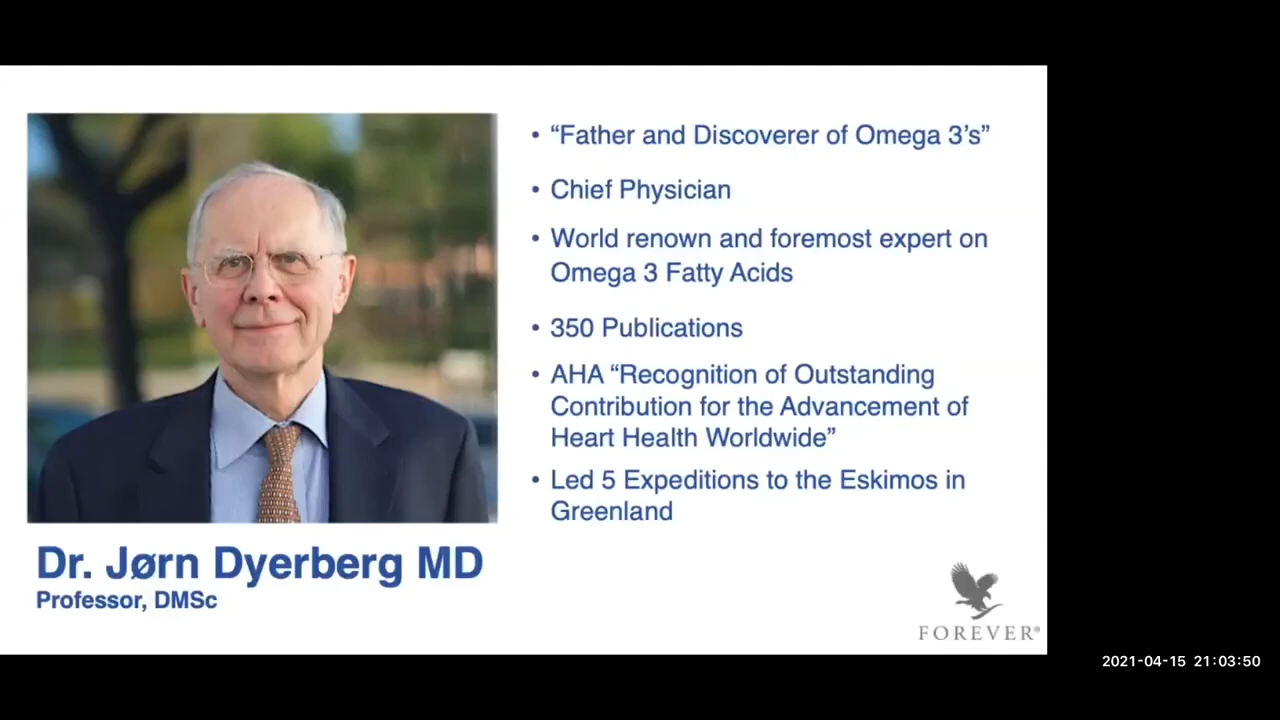 • “Father and Discoverer of Omega 3’s”
• Chief Physician
• World renown and foremost expert on
Omega 3 Fatty Acids
• 350 Publications
• AHA “Recognition of Outstanding
Contribution for the Advancement of
Heart Health Worldwide”
• Led 5 Expeditions to the Eskimos in
Greenland
Dr. Jørn Dyerberg MD
Professor, DMSc
FOREVER®
2021-04-15 21:03:50